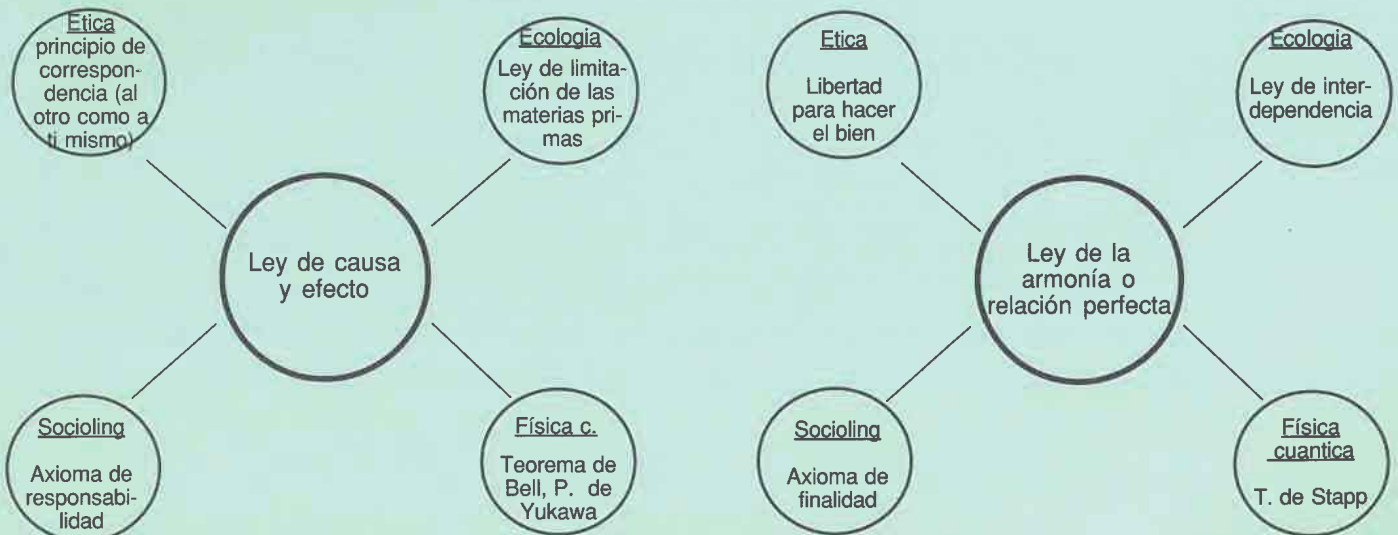 Etica
principio de
correspon-
dencia (al
otro como a
ti mismo)
Ecologia
Ley de limita-
ción de las
materias pri-
mas
Ley de causa
y efecto
Socioling
Axioma de
responsabi-
lidad
Física c.
Teorema de
Bell, P. de
Yukawa
Etica
Libertad
para hacer
el bien
Ecologia
Ley de inter-
dependencia
Ley de la
armonía o
relación perfecta
Socioling
Axioma de
finalidad
Física
cuantica
T. de Stapp